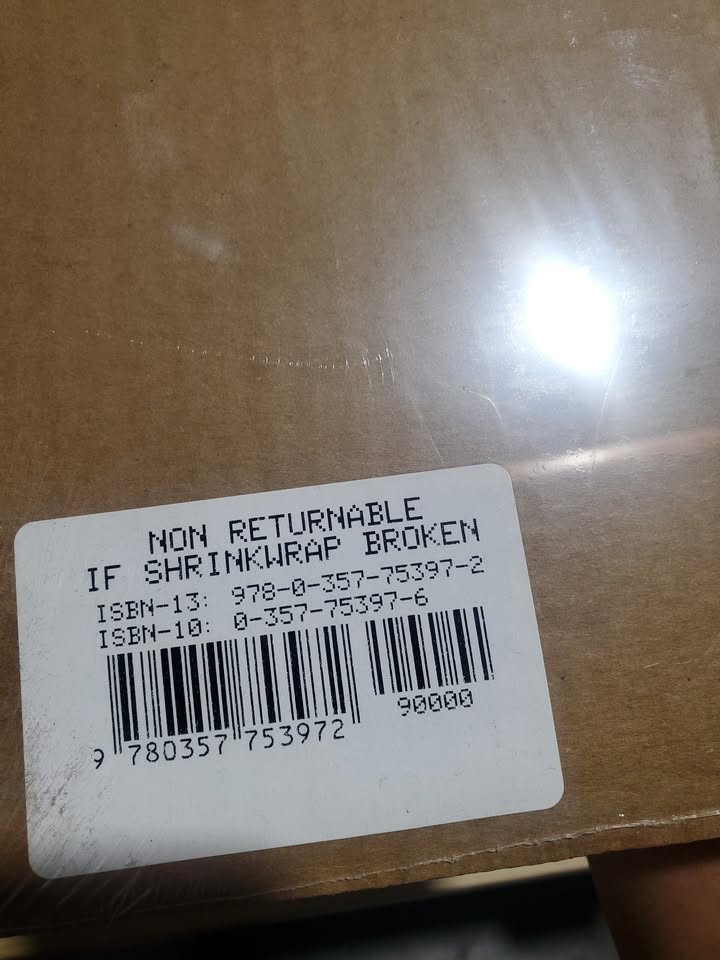 NON RETURNABLE
IF SHRINKWRAP BROKEN
ISBN-13: 978-0-357-75397-2
ISBN-10: 0-357-75397-6
90000
9 780357 753972